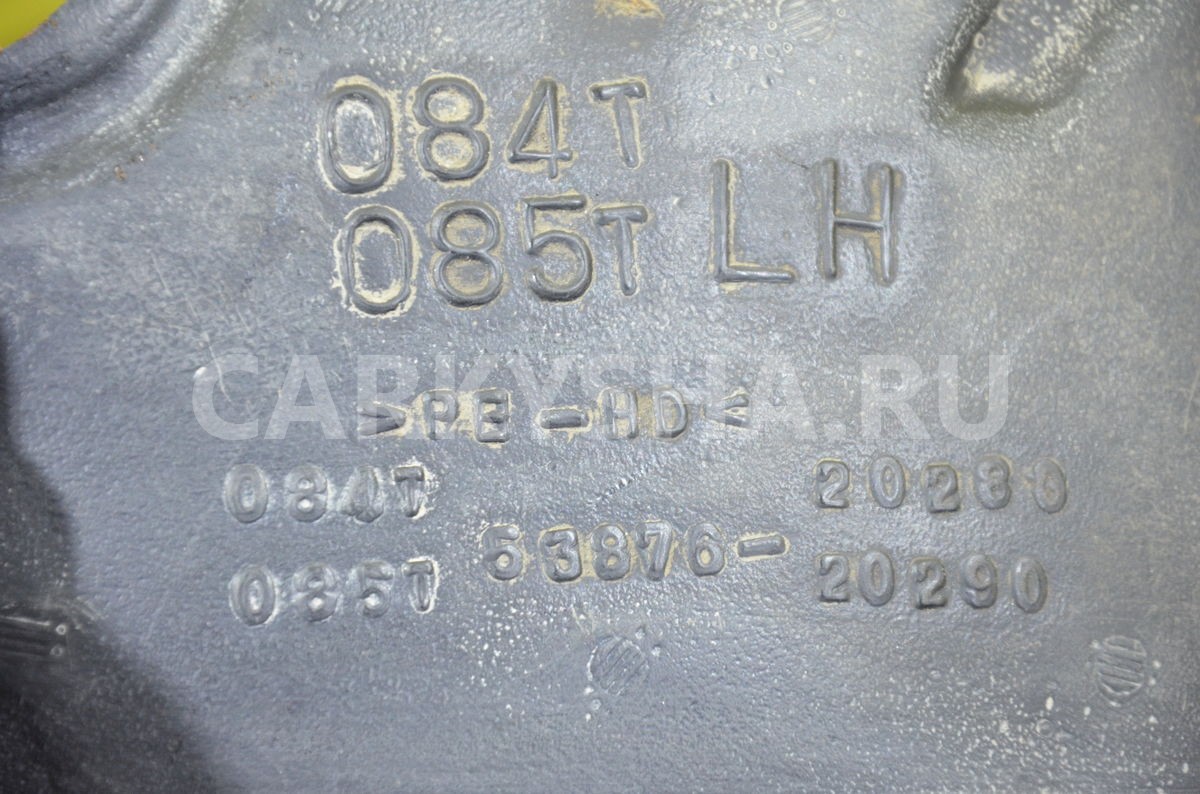 084T
085T LH
CARKYSHA.RU
>PE-HD<
084T 20280
53876-
085T 20290